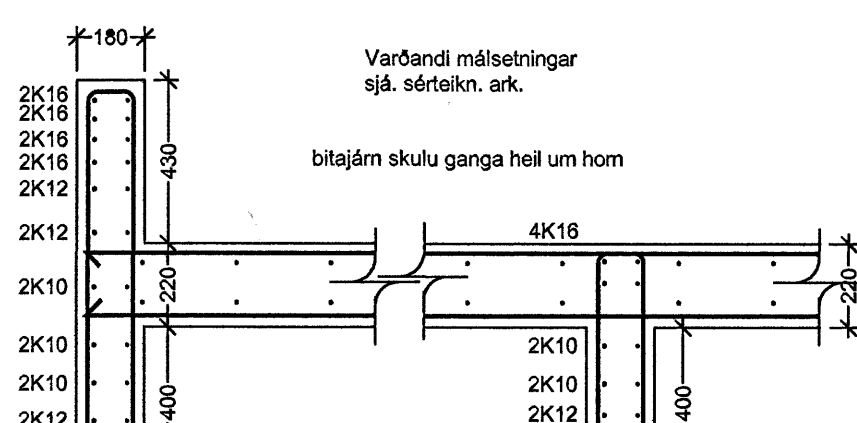 180
Varðandi málsetningar
sjá. sérteikn. ark.
2K16
2K16
2K16
2K16
2K12
430
bitajárn skulu ganga heil um horn
2K12
4K16
2K10
220
220
2K10
2K10
2K10
2K10
2K12
400
2K12
400